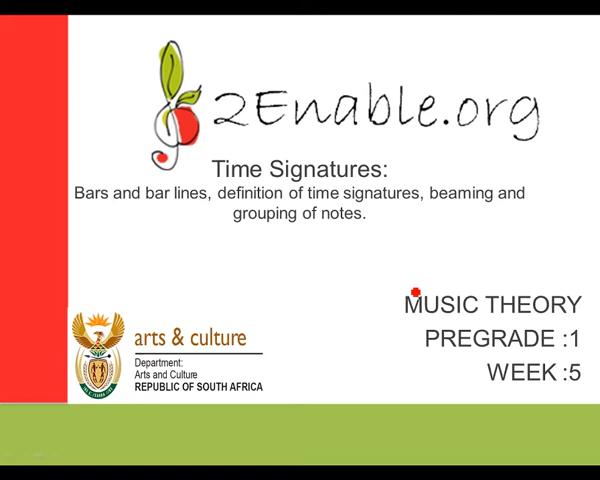 2Enable.org
Time Signatures:
Bars and bar lines, definition of time signatures, beaming and
grouping of notes.
MUSIC THEORY
PREGRADE :1
WEEK :5
arts & culture
Department:
Arts and Culture
REPUBLIC OF SOUTH AFRICA